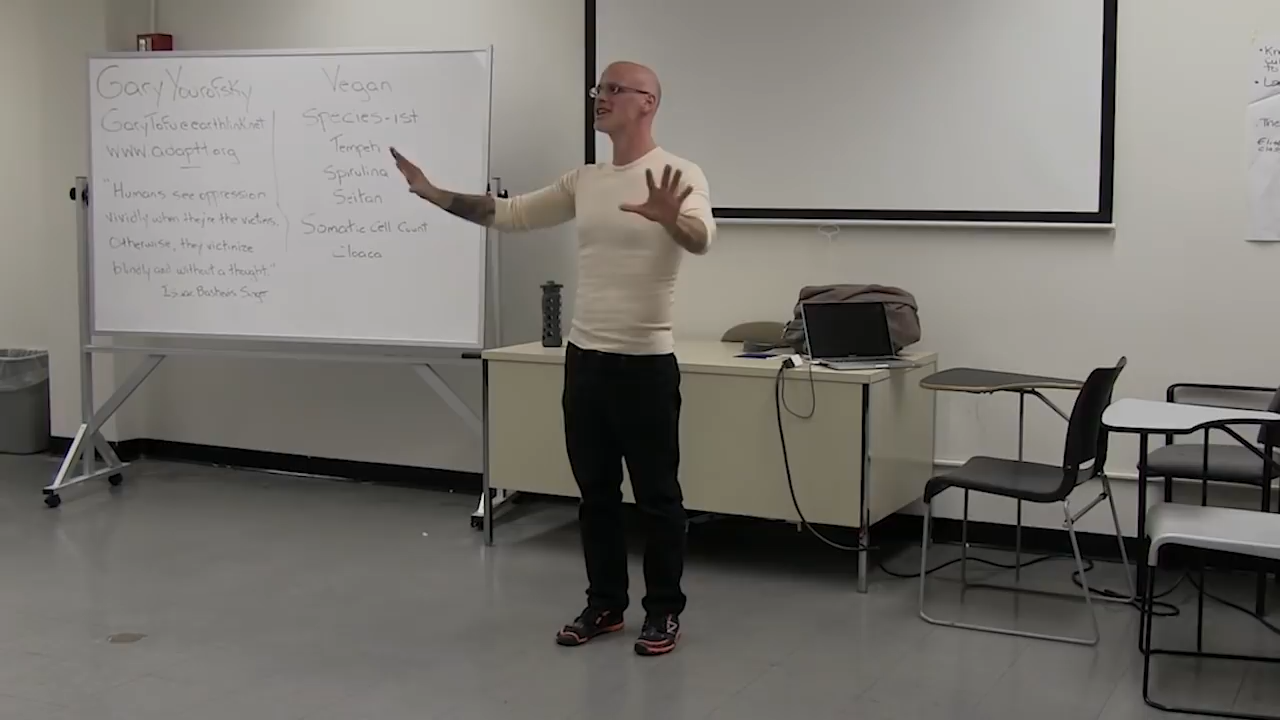 Gary Yourofsky
GaryTofu@earthlink.net
www.adaptt.org
"Humans see oppression
vividly when they're the victims.
Otherwise, they victimize
blindly and without a thought."
Isaac Bashevis Singer
Vegan
Species-ist
Tempeh
Spirulina
Seitan
Somatic Cell Count
Cloaca